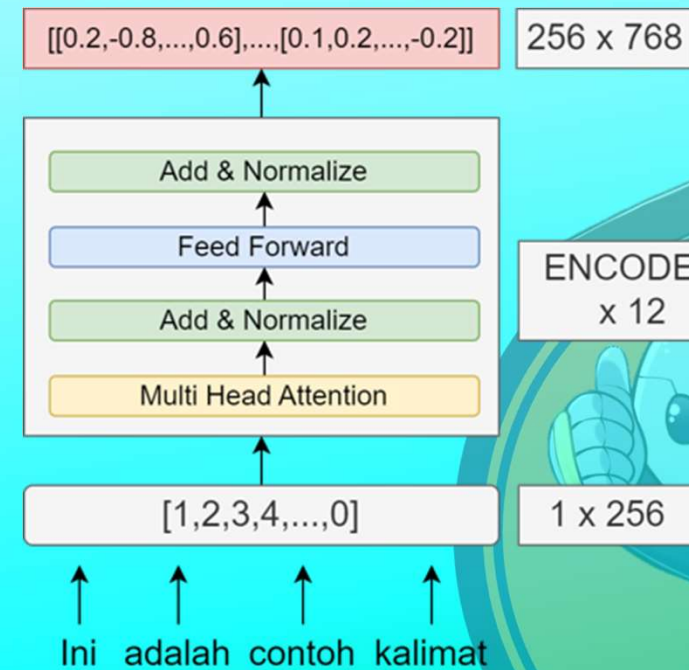 [[0.2,-0.8,...,0.6],...,[0.1,0.2,...,-0.2]]
256 x 768
Add & Normalize
Feed Forward
Add & Normalize
Multi Head Attention
ENCODE
x 12
[1,2,3,4,...,0]
1 x 256
Ini adalah contoh kalimat